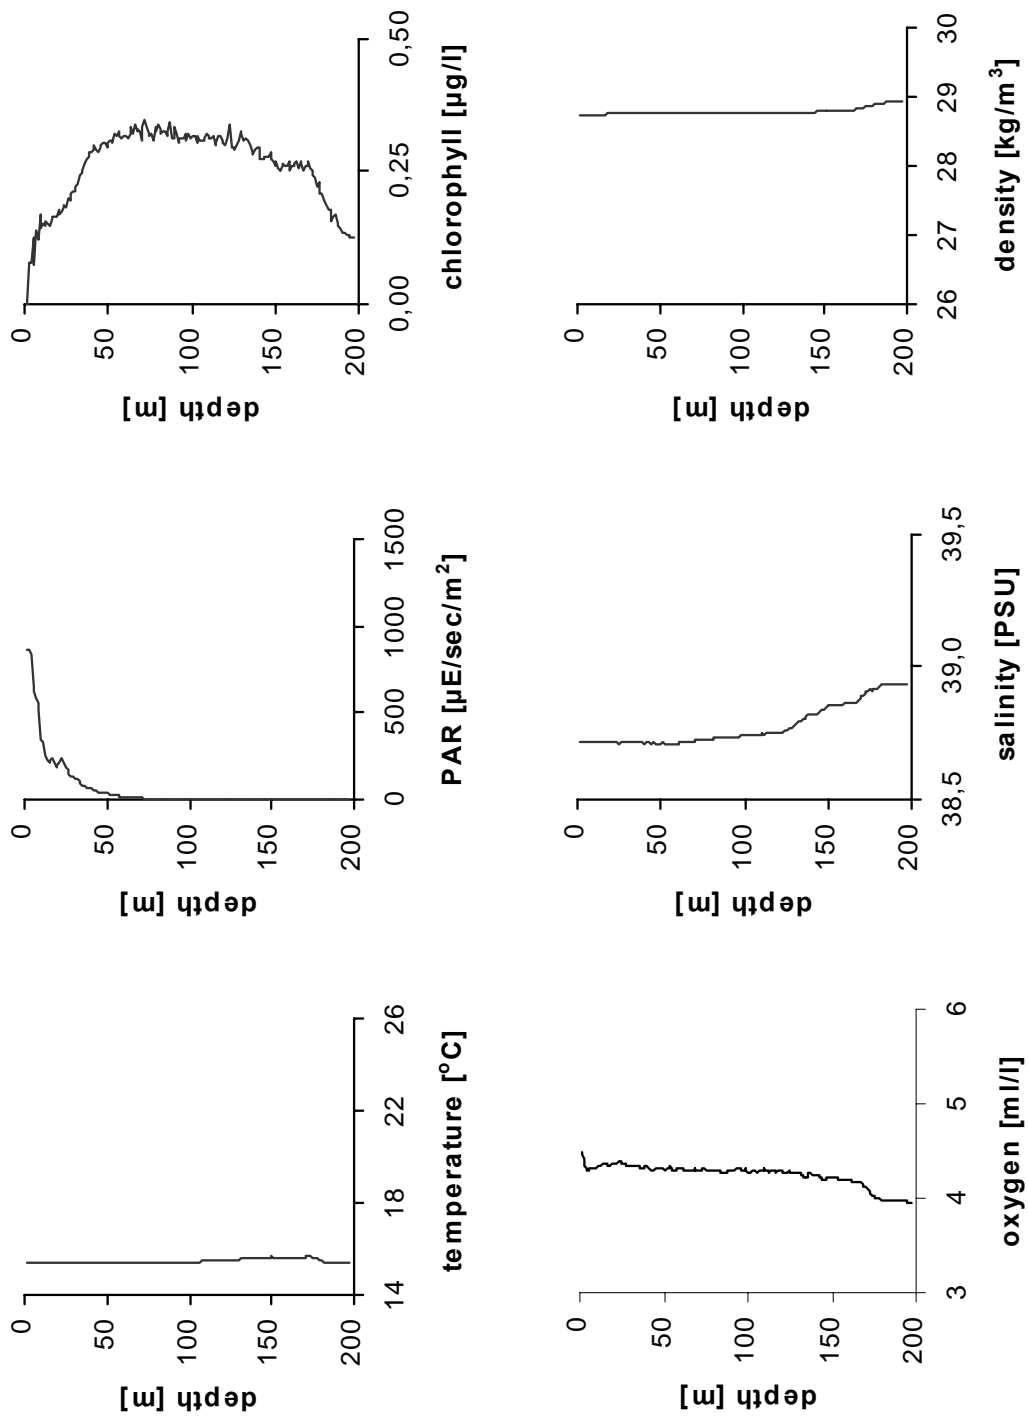 0,00 0,25 0,50
0
50
100
150
200
depth [m]
chlorophyll [µg/l]
0 500 1000 1500
0
50
100
150
200
depth [m]
PAR [µE/sec/m²]
14 18 22 26
0
50
100
150
200
depth [m]
temperature [°C]
26 27 28 29 30
0
50
100
150
200
depth [m]
density [kg/m³]
38,5 39,0 39,5
0
50
100
150
200
depth [m]
salinity [PSU]
3 4 5 6
0
50
100
150
200
depth [m]
oxygen [ml/l]